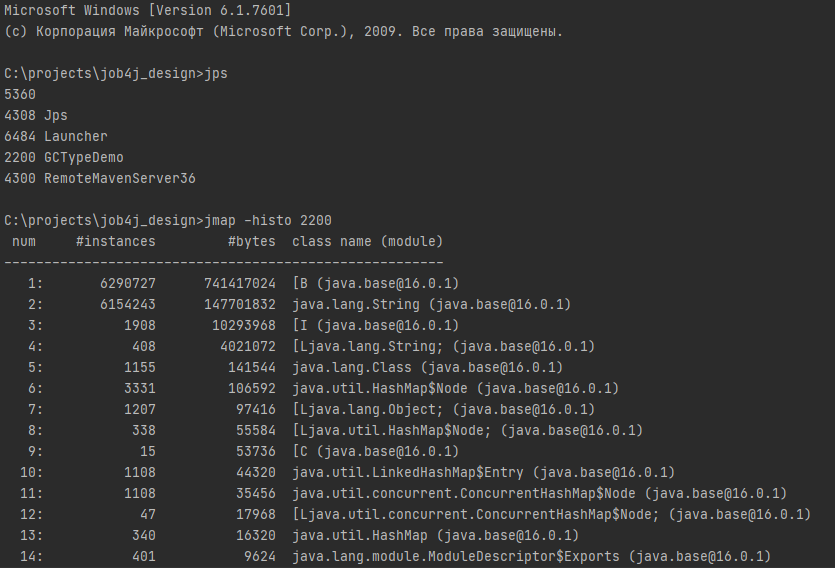 Microsoft Windows [Version 6.1.7601]
(c) Корпорация Майкрософт (Microsoft Corp.), 2009. Все права защищены.
C:\projects\job4j_design>jps
5360
4308 Jps
6484 Launcher
2200 GCTypeDemo
4300 RemoteMavenServer36
C:\projects\job4j_design>jmap -histo 2200
num #instances #bytes class name (module)
-------------------------------------------------------
1: 6290727 741417024 [B (java.base@16.0.1)
2: 6154243 147701832 java.lang.String (java.base@16.0.1)
3: 1908 10293968 [I (java.base@16.0.1)
4: 408 4021072 [Ljava.lang.String; (java.base@16.0.1)
5: 1155 141544 java.lang.Class (java.base@16.0.1)
6: 3331 106592 java.util.HashMap$Node (java.base@16.0.1)
7: 1207 97416 [Ljava.lang.Object; (java.base@16.0.1)
8: 338 55584 [Ljava.util.HashMap$Node; (java.base@16.0.1)
9: 15 53736 [C (java.base@16.0.1)
10: 1108 44320 java.util.LinkedHashMap$Entry (java.base@16.0.1)
11: 1108 35456 java.util.concurrent.ConcurrentHashMap$Node (java.base@16.0.1)
12: 47 17968 [Ljava.util.concurrent.ConcurrentHashMap$Node; (java.base@16.0.1)
13: 340 16320 java.util.HashMap (java.base@16.0.1)
14: 401 9624 java.lang.module.ModuleDescriptor$Exports (java.base@16.0.1)